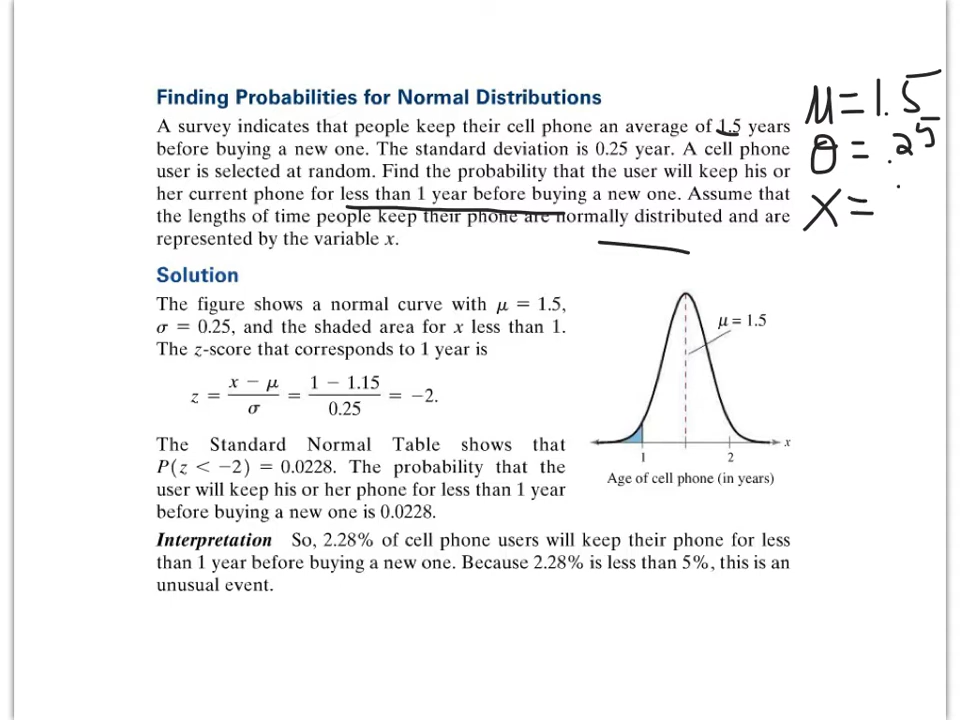 Finding Probabilities for Normal Distributions
A survey indicates that people keep their cell phone an average of 1.5 years
before buying a new one. The standard deviation is 0.25 year. A cell phone
user is selected at random. Find the probability that the user will keep his or
her current phone for less than 1 year before buying a new one. Assume that
the lengths of time people keep their phone are normally distributed and are
represented by the variable x.
μ = 1.5
σ = .25
x =
Solution
The figure shows a normal curve with μ = 1.5,
σ = 0.25, and the shaded area for x less than 1.
The z-score that corresponds to 1 year is
z = x − μ / σ = 1 − 1.15 / 0.25 = −2.
The Standard Normal Table shows that
P(z < −2) = 0.0228. The probability that the
user will keep his or her phone for less than 1 year
before buying a new one is 0.0228.
μ = 1.5
x
1 2
Age of cell phone (in years)
Interpretation So, 2.28% of cell phone users will keep their phone for less
than 1 year before buying a new one. Because 2.28% is less than 5%, this is an
unusual event.